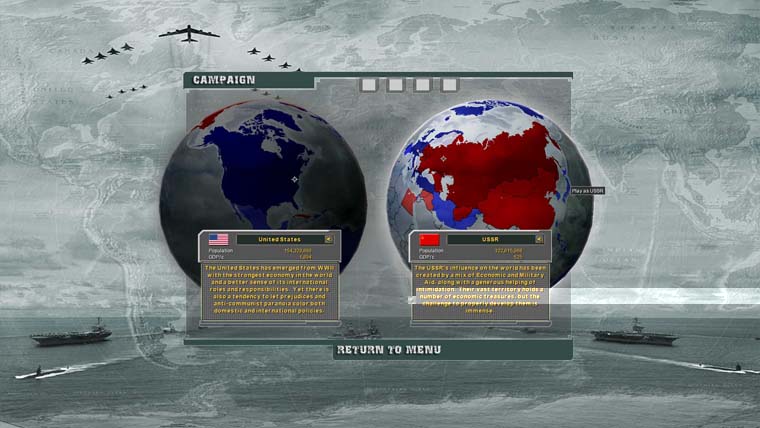 CAMPAIGN
Play as USSR
United States
Population
GDP/c
The United States has emerged from WWII
with the strongest economy in the world
and a better sense of its international
roles and responsibilities. Yet there is
also a tendency to let prejudices and
anti-communist paranoia color both
domestic and international policies.
USSR
Population
GDP/c
The USSR's influence on the world has been
created by a mix of Economic and Military
Aid, along with a generous helping of
intimidation. Their vast territory holds a
number of economic treasures, but the
challenge to properly develop them is
immense.
RETURN TO MENU